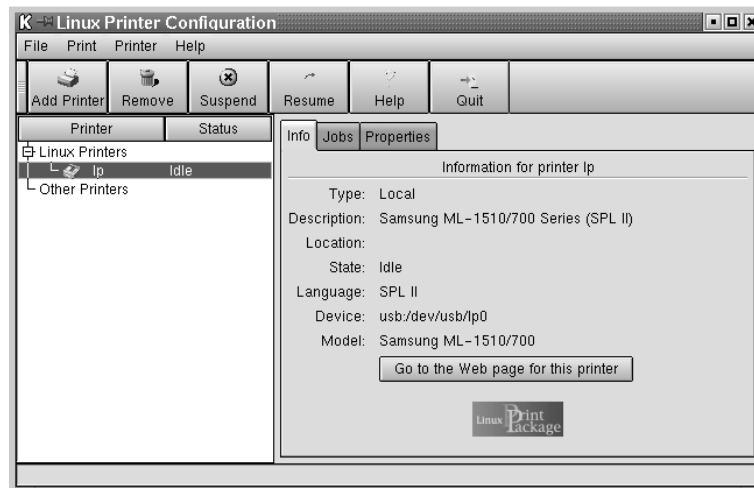 Linux Printer Configuration
File Print Printer Help
Add Printer Remove Suspend Resume Help Quit
Printer Status
Linux Printers
lp Idle
Other Printers
Info Jobs Properties
Information for printer lp
Type: Local
Description: Samsung ML-1510/700 Series (SPL II)
Location:
State: Idle
Language: SPL II
Device: usb:/dev/usb/lp0
Model: Samsung ML-1510/700
Go to the Web page for this printer
Linux Print Package